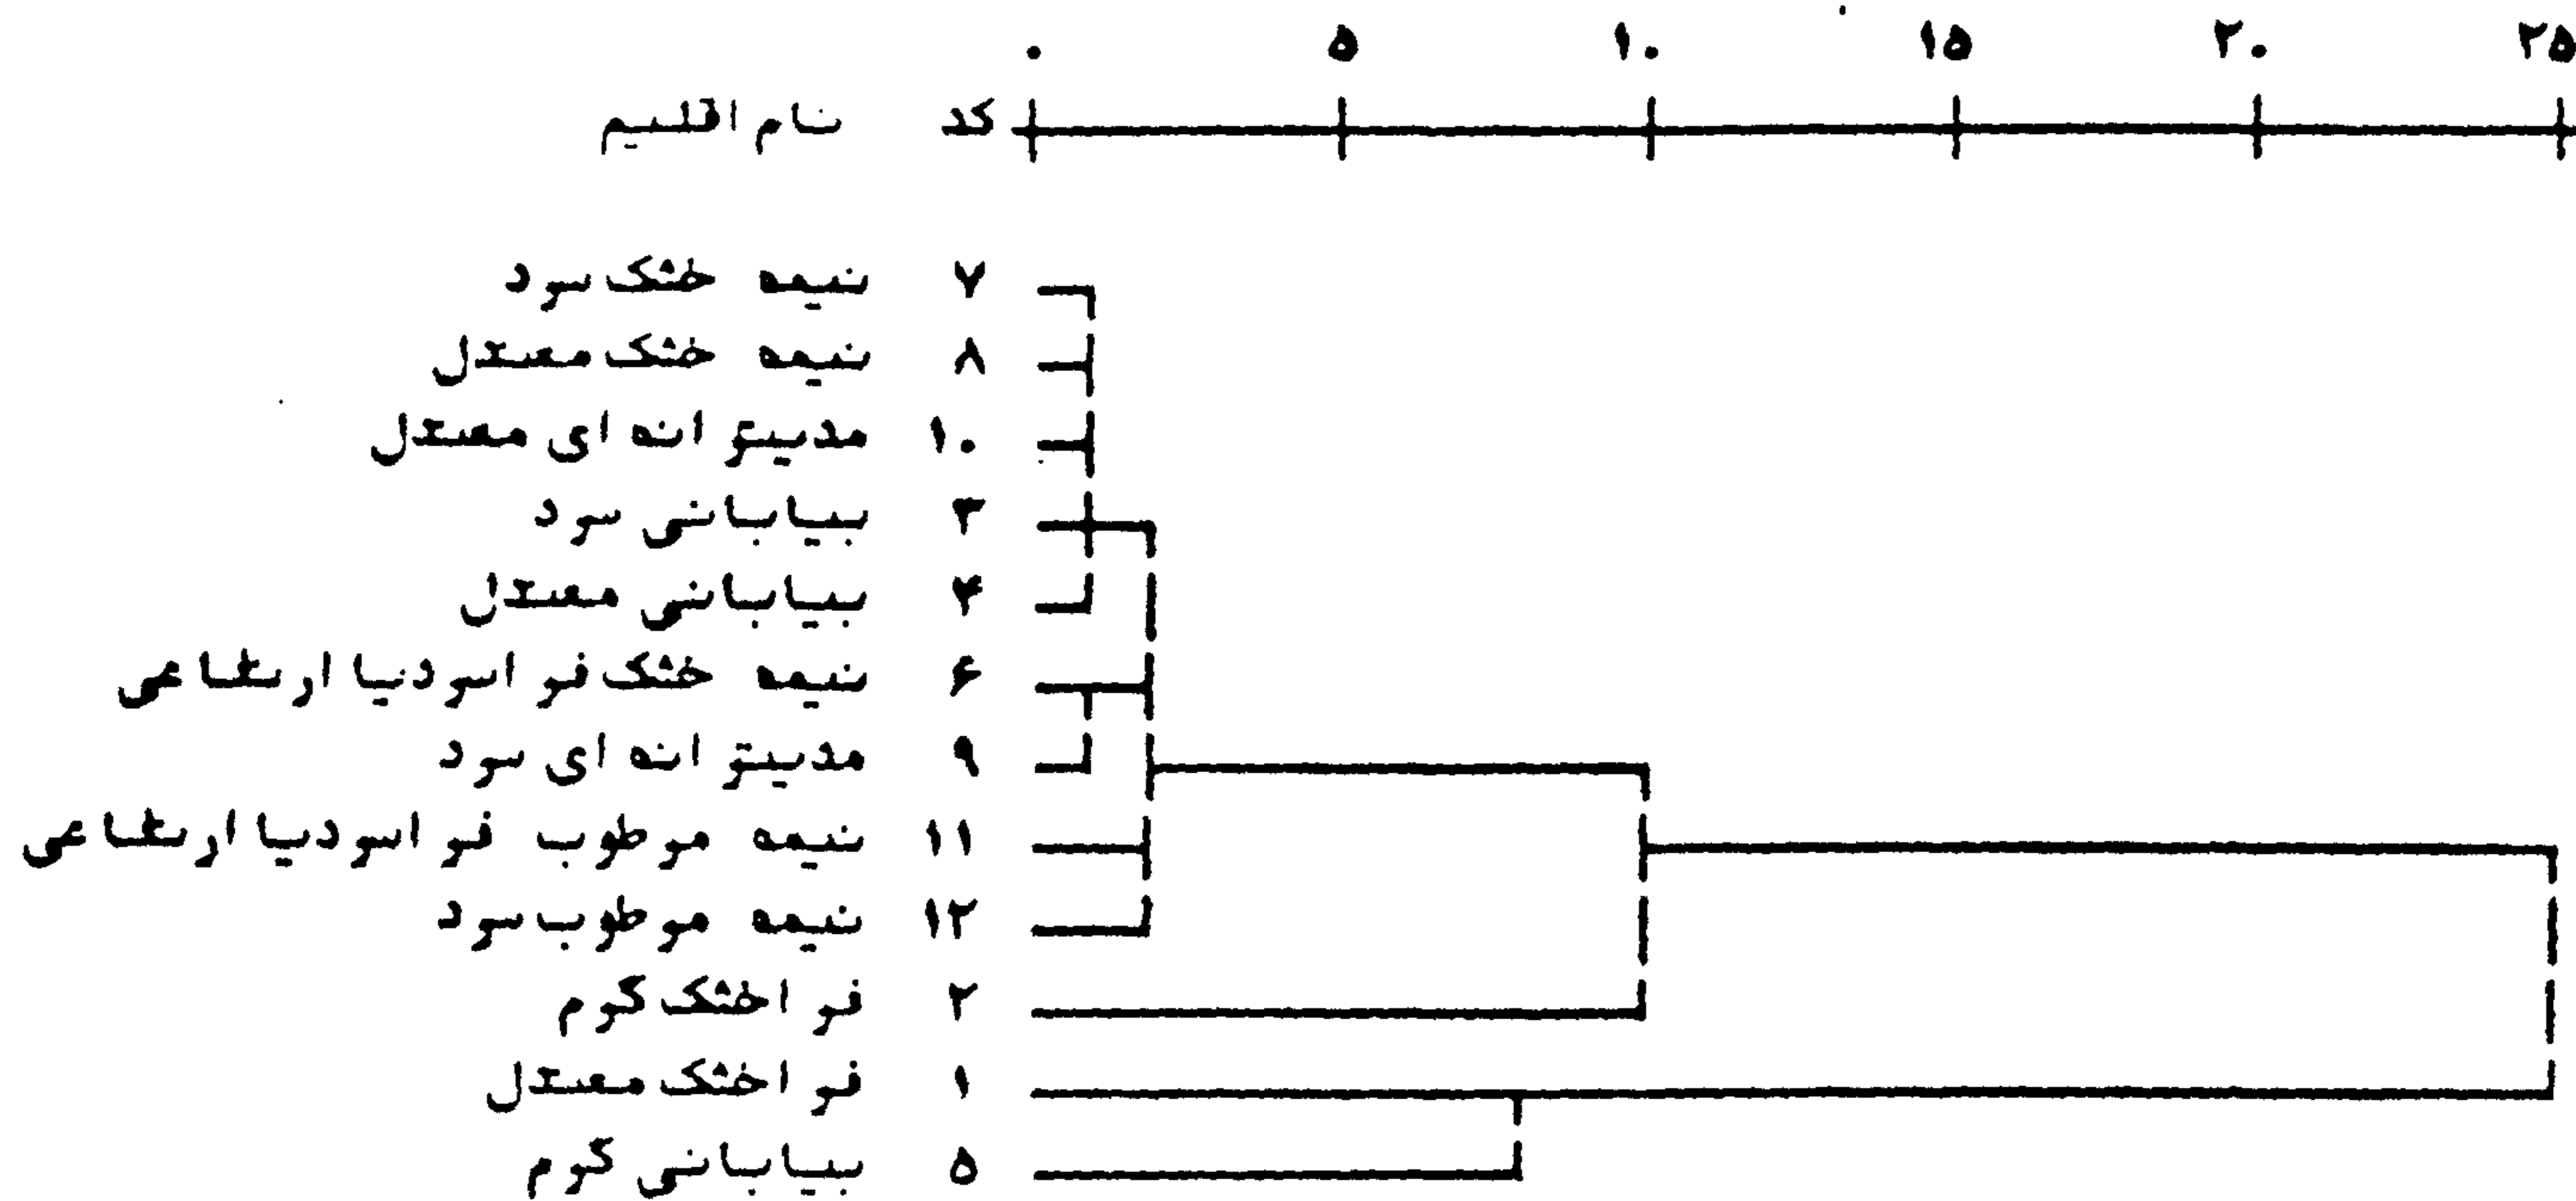 ۰ ۵ ۱۰ ۱۵ ۲۰ ۲۵
کد نام اقلیم
۷ نیمه خشک سرد
۸ نیمه خشک معتدل
۱۰ مدیترانه ای معتدل
۳ بیابانی سرد
۴ بیابانی معتدل
۶ نیمه خشک فراسردیا ارتفاعی
۹ مدیترانه ای سرد
۱۱ نیمه مرطوب فراسردیا ارتفاعی
۱۲ نیمه مرطوب سرد
۲ فراخشک گرم
۱ فراخشک معتدل
۵ بیابانی گرم